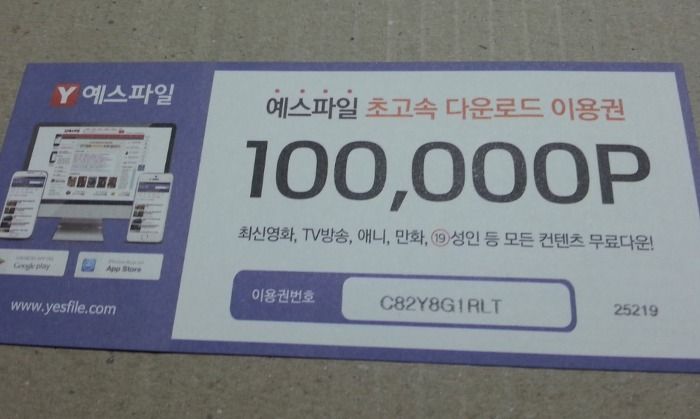 Y 예스파일
예스파일 초고속 다운로드 이용권
100,000P
최신영화, TV방송, 애니, 만화, ⑲성인 등 모든 컨텐츠 무료다운!
Google play
App Store
이용권번호
C82Y8G1RLT
25219
www.yesfile.com